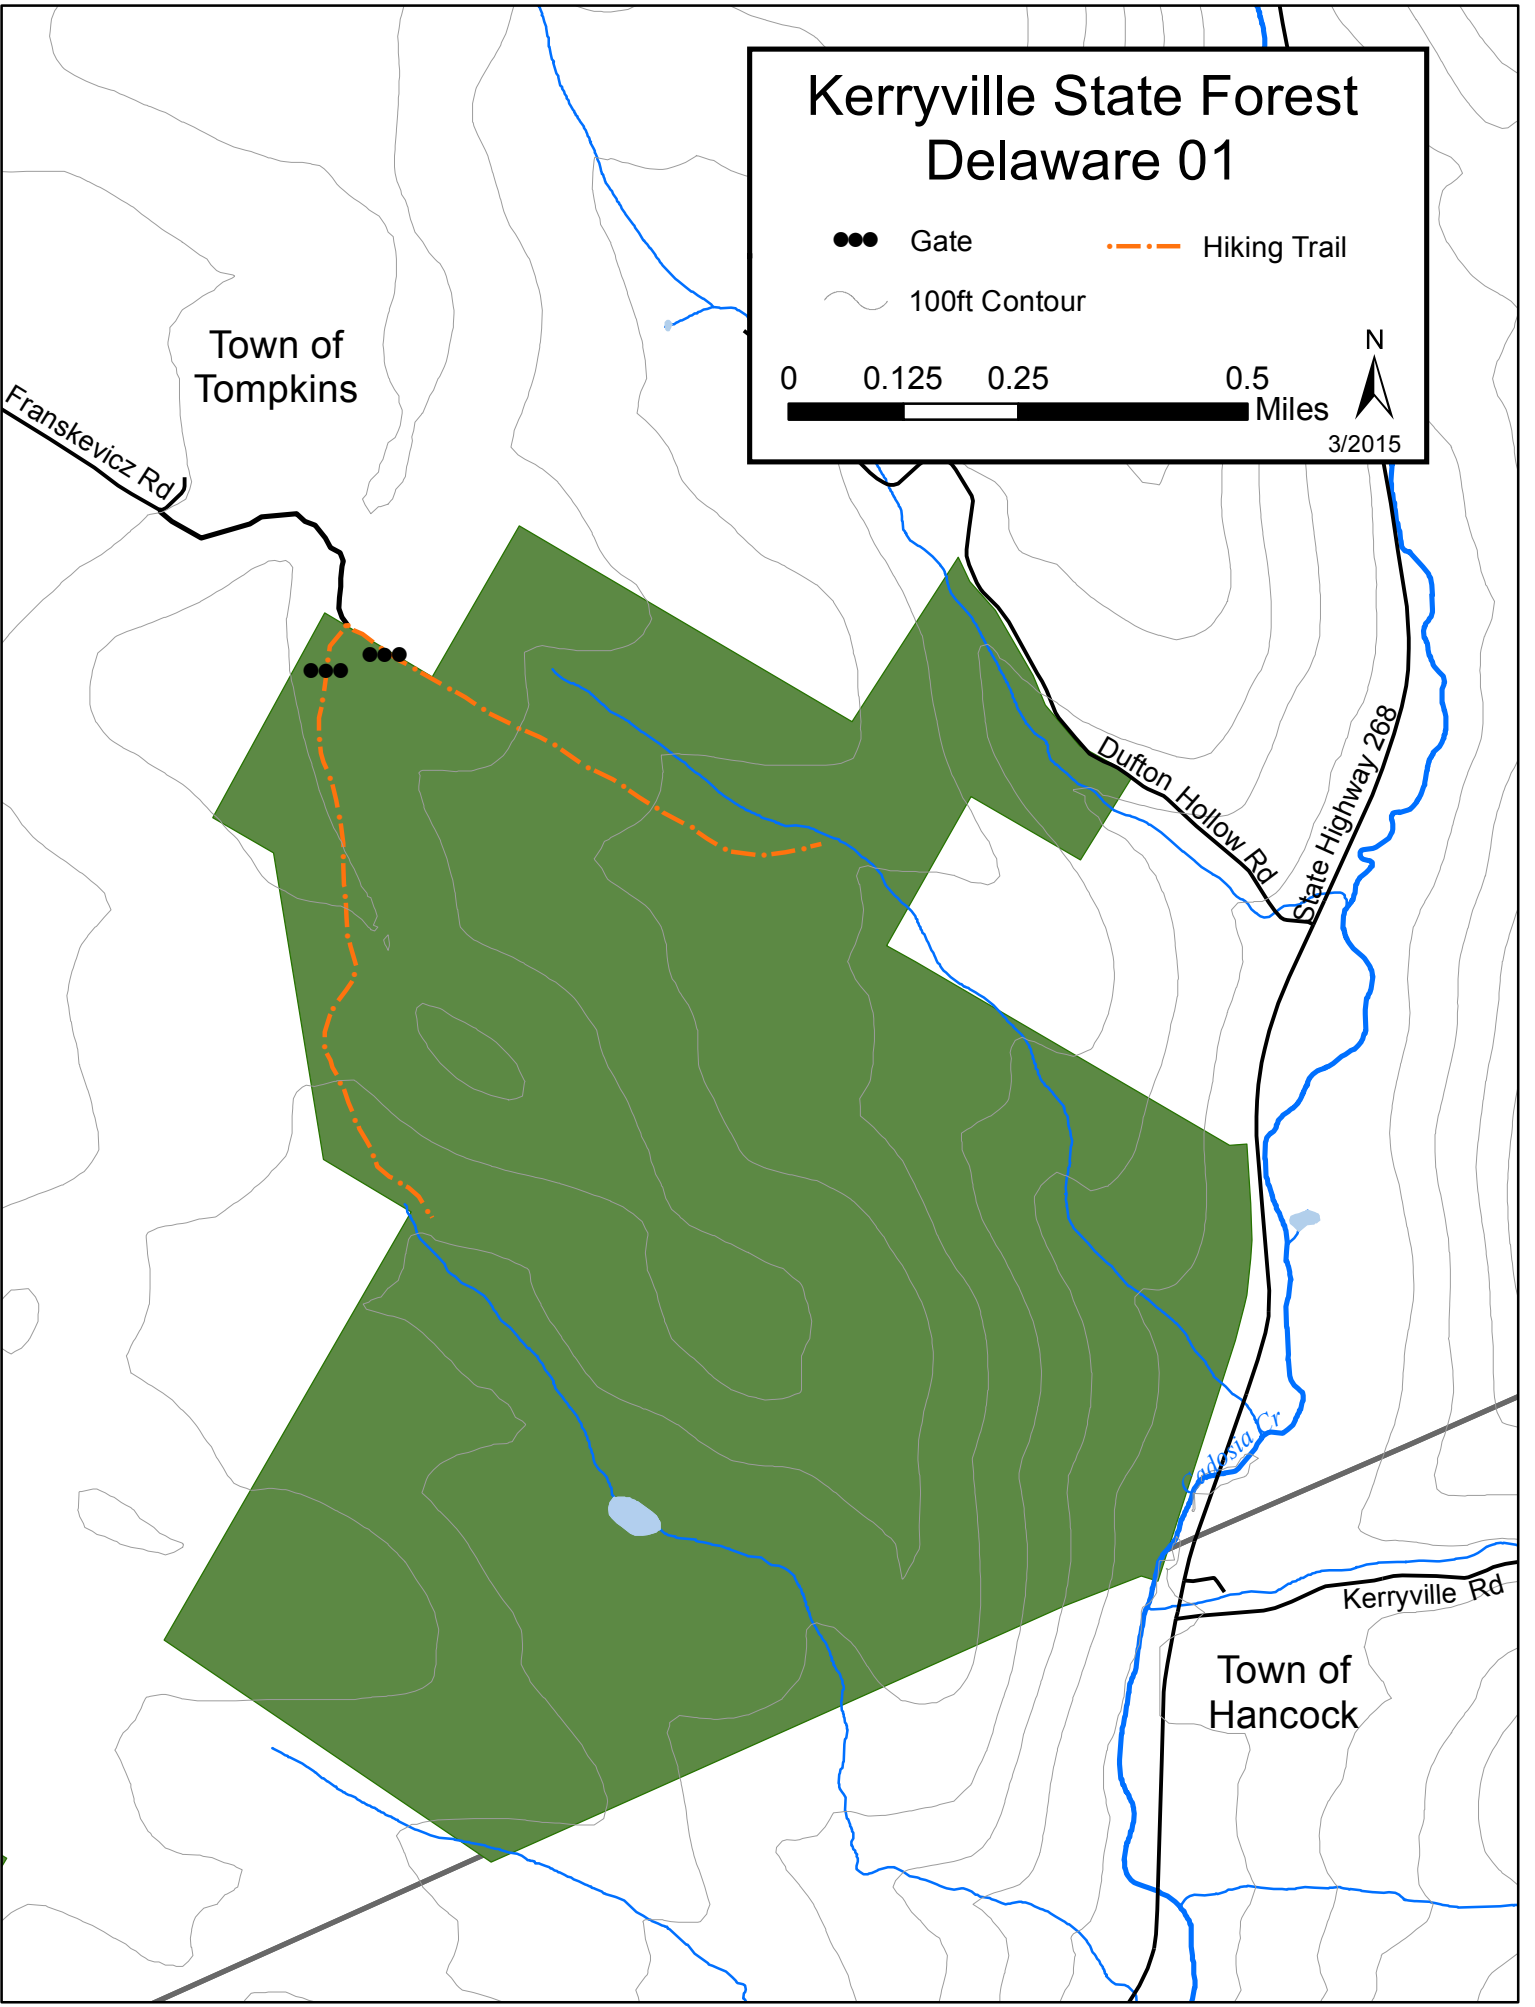 Kerryville State Forest
Delaware 01
Gate
Hiking Trail
100ft Contour
0 0.125 0.25 0.5
Miles
N
3/2015
Town of
Tompkins
Franskevicz Rd
Dufton Hollow Rd
State Highway 268
Cadosia Cr
Kerryville Rd
Town of
Hancock